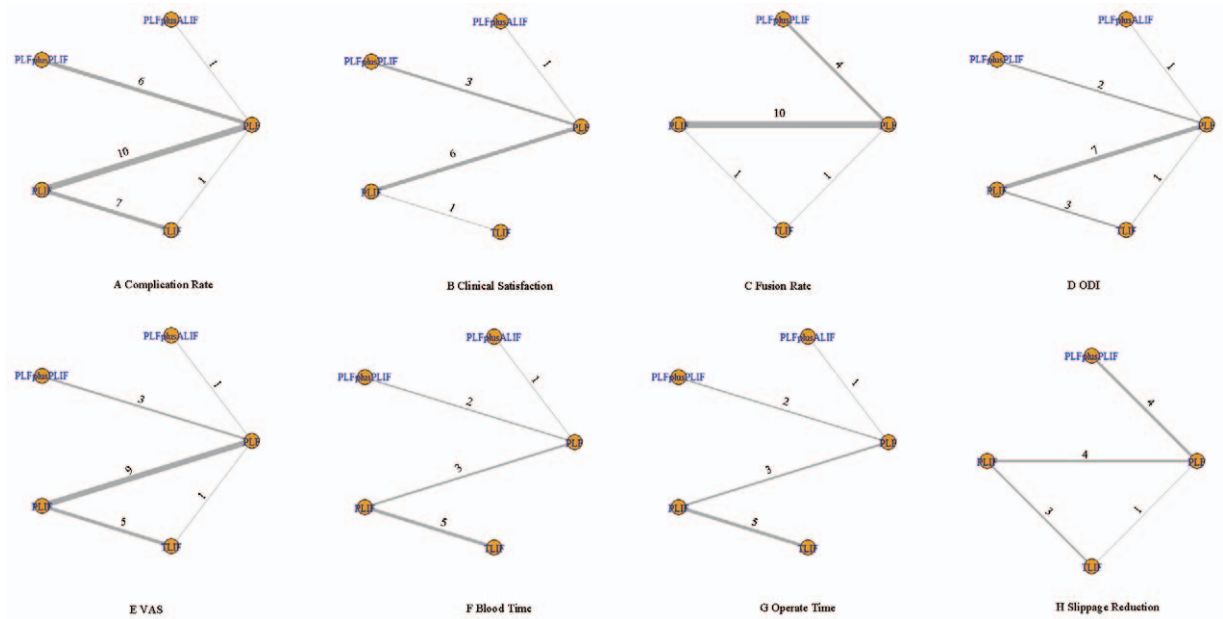 PLFplusALIF
PLFplusPLIF
1
6
PLF
10
1
PLIF
7
TLIF
A Complication Rate
PLFplusALIF
PLFplusPLIF
1
3
PLF
6
PLIF
1
TLIF
B Clinical Satisfaction
PLFplusPLIF
4
10
PLIF
PLF
1
1
TLIF
C Fusion Rate
PLFplusALIF
PLFplusPLIF
1
2
PLF
7
1
PLIF
3
TLIF
D ODI
PLFplusALIF
PLFplusPLIF
1
3
PLF
9
1
PLIF
5
TLIF
E VAS
PLFplusALIF
PLFplusPLIF
1
2
PLF
3
PLIF
5
TLIF
F Blood Time
PLFplusALIF
PLFplusPLIF
1
2
PLF
3
PLIF
5
TLIF
G Operate Time
PLFplusPLIF
4
4
PLIF
PLF
3
1
TLIF
H Slippage Reduction